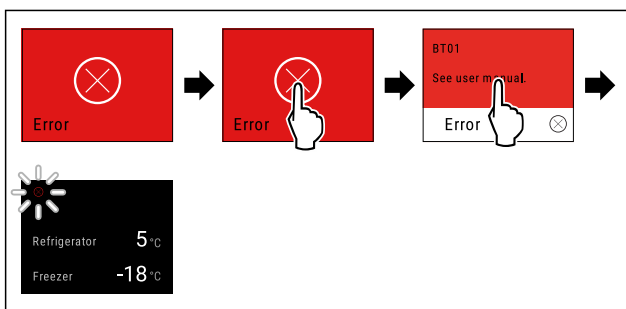 Error
Error
BT01
See user manual.
Error
Refrigerator 5 °C
Freezer -18 °C